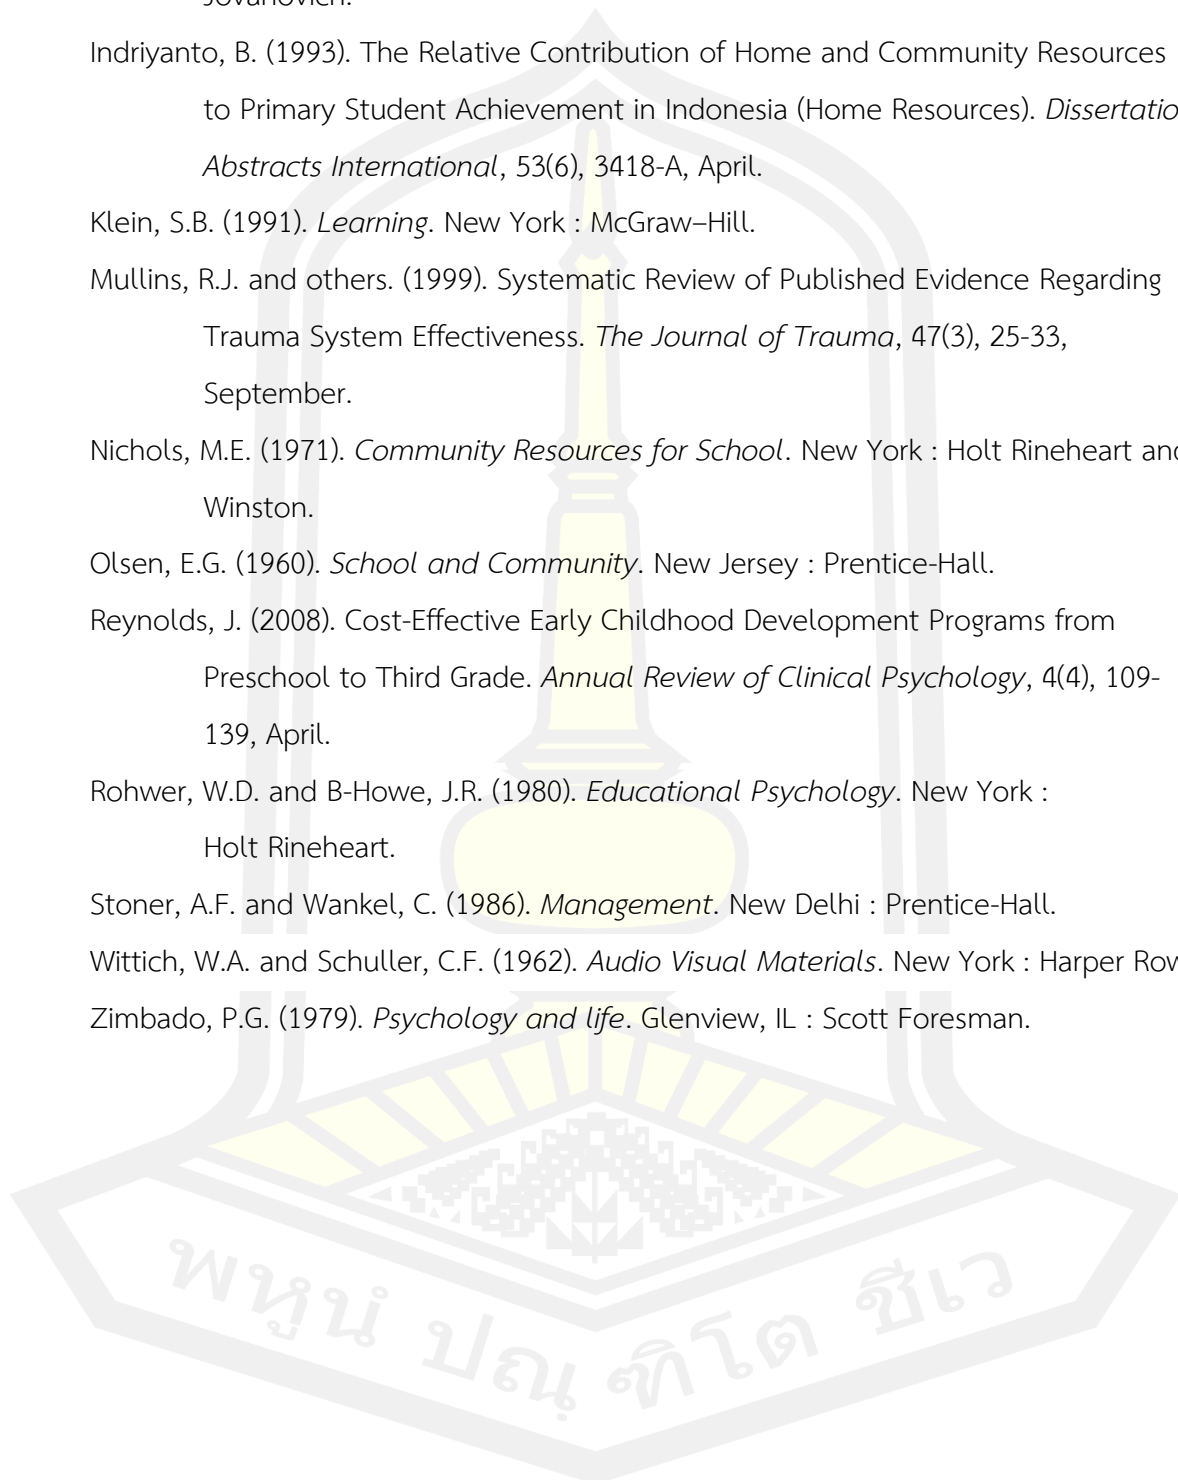 Jovanovich.
Indriyanto, B. (1993). The Relative Contribution of Home and Community Resources
to Primary Student Achievement in Indonesia (Home Resources). Dissertatio
Abstracts International, 53(6), 3418-A, April.
Klein, S.B. (1991). Learning. New York : McGraw–Hill.
Mullins, R.J. and others. (1999). Systematic Review of Published Evidence Regarding
Trauma System Effectiveness. The Journal of Trauma, 47(3), 25-33,
September.
Nichols, M.E. (1971). Community Resources for School. New York : Holt Rineheart and
Winston.
Olsen, E.G. (1960). School and Community. New Jersey : Prentice-Hall.
Reynolds, J. (2008). Cost-Effective Early Childhood Development Programs from
Preschool to Third Grade. Annual Review of Clinical Psychology, 4(4), 109-
139, April.
Rohwer, W.D. and B-Howe, J.R. (1980). Educational Psychology. New York :
Holt Rineheart.
Stoner, A.F. and Wankel, C. (1986). Management. New Delhi : Prentice-Hall.
Wittich, W.A. and Schuller, C.F. (1962). Audio Visual Materials. New York : Harper Row
Zimbado, P.G. (1979). Psychology and life. Glenview, IL : Scott Foresman.
พหูนํ ปณฺฑิโต ชีเว